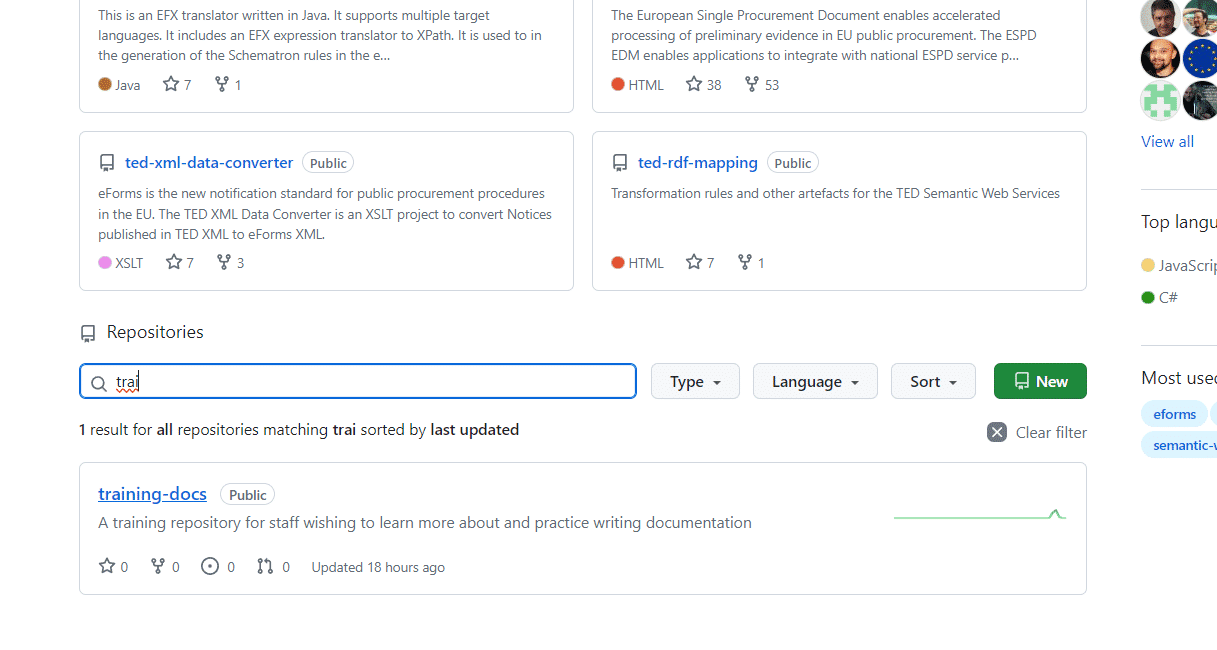 This is an EFX translator written in Java. It supports multiple target
languages. It includes an EFX expression translator to XPath. It is used to in
the generation of the Schematron rules in the e...
Java 7 1
The European Single Procurement Document enables accelerated
processing of preliminary evidence in EU public procurement. The ESPD
EDM enables applications to integrate with national ESPD service p...
HTML 38 53
ted-xml-data-converter Public
eForms is the new notification standard for public procurement procedures
in the EU. The TED XML Data Converter is an XSLT project to convert Notices
published in TED XML to eForms XML.
XSLT 7 3
ted-rdf-mapping Public
Transformation rules and other artefacts for the TED Semantic Web Services
HTML 7 1
Repositories
trai
Type Language Sort New
1 result for all repositories matching trai sorted by last updated
Clear filter
training-docs Public
A training repository for staff wishing to learn more about and practice writing documentation
0 0 0 0 Updated 18 hours ago
View all
Top langu
JavaScrip
C#
Most used
eforms
semantic-w